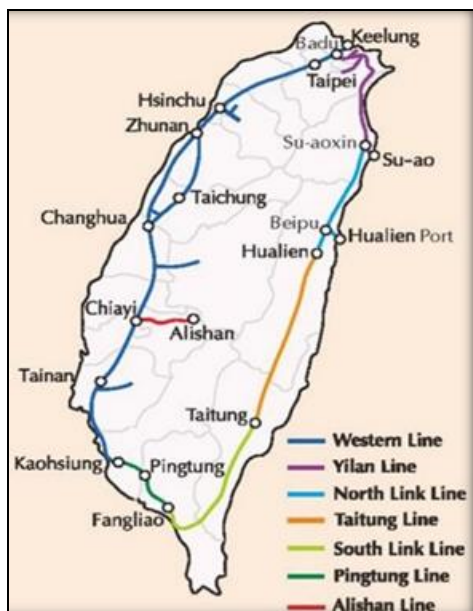 Badu Keelung
Taipei
Hsinchu
Zhunan
Su-aoxin
Su-ao
Taichung
Changhua
Beipu
Hualien Port
Hualien
Chiayi
Alishan
Tainan
Taitung
Kaohsiung
Pingtung
Fangliao
Western Line
Yilan Line
North Link Line
Taitung Line
South Link Line
Pingtung Line
Alishan Line